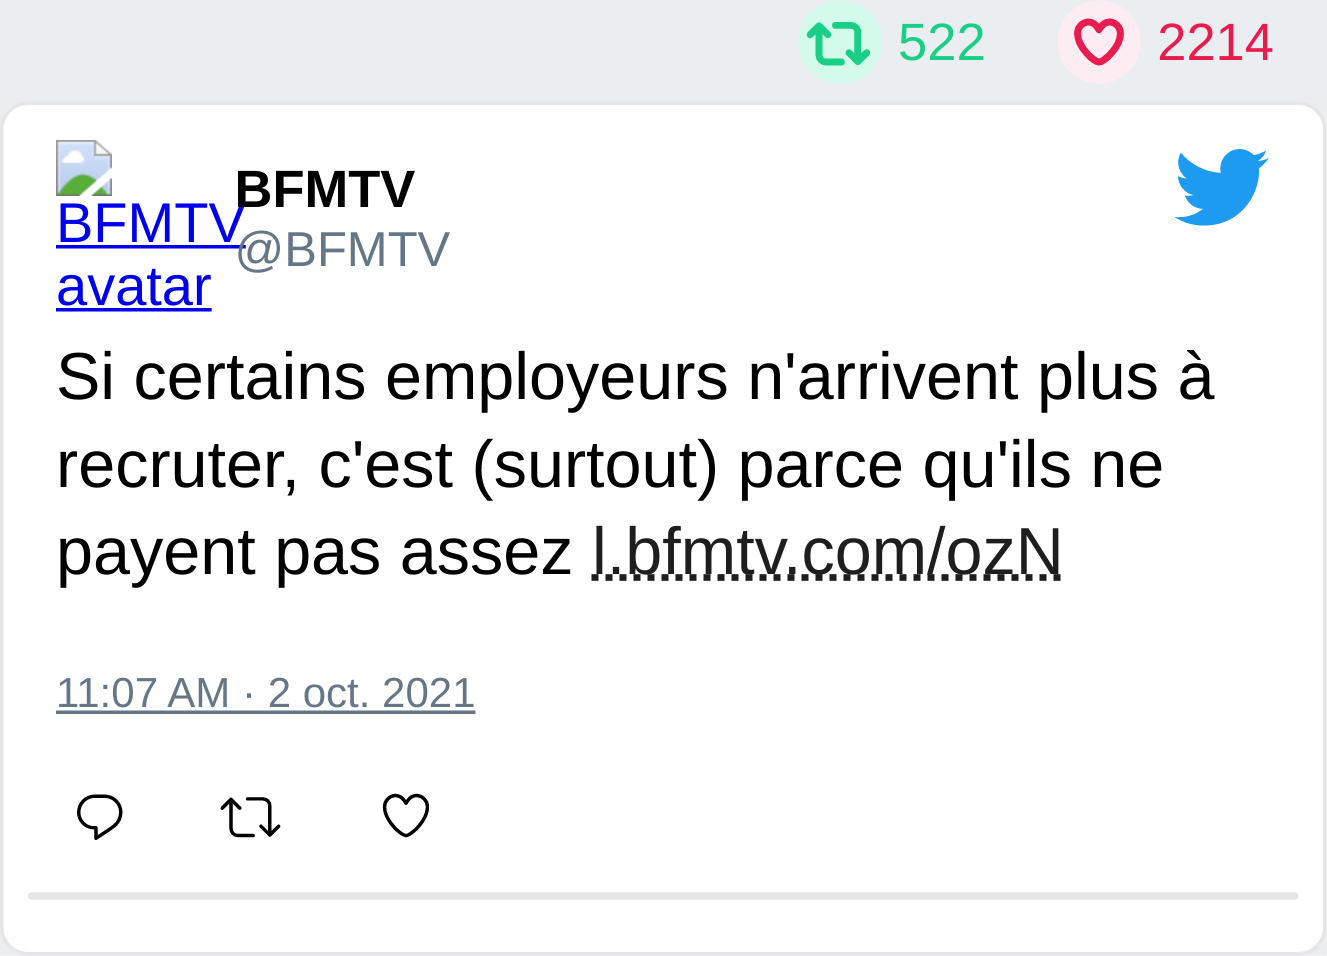 522 2214
BFMTV avatar
BFMTV
@BFMTV
Si certains employeurs n'arrivent plus à
recruter, c'est (surtout) parce qu'ils ne
payent pas assez l.bfmtv.com/ozN
11:07 AM · 2 oct. 2021